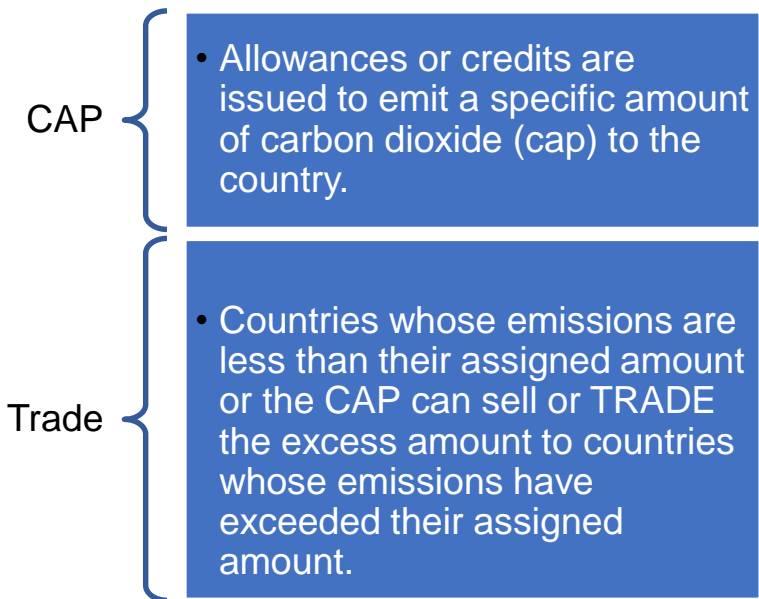 CAP
• Allowances or credits are
issued to emit a specific amount
of carbon dioxide (cap) to the
country.
Trade
• Countries whose emissions are
less than their assigned amount
or the CAP can sell or TRADE
the excess amount to countries
whose emissions have
exceeded their assigned
amount.